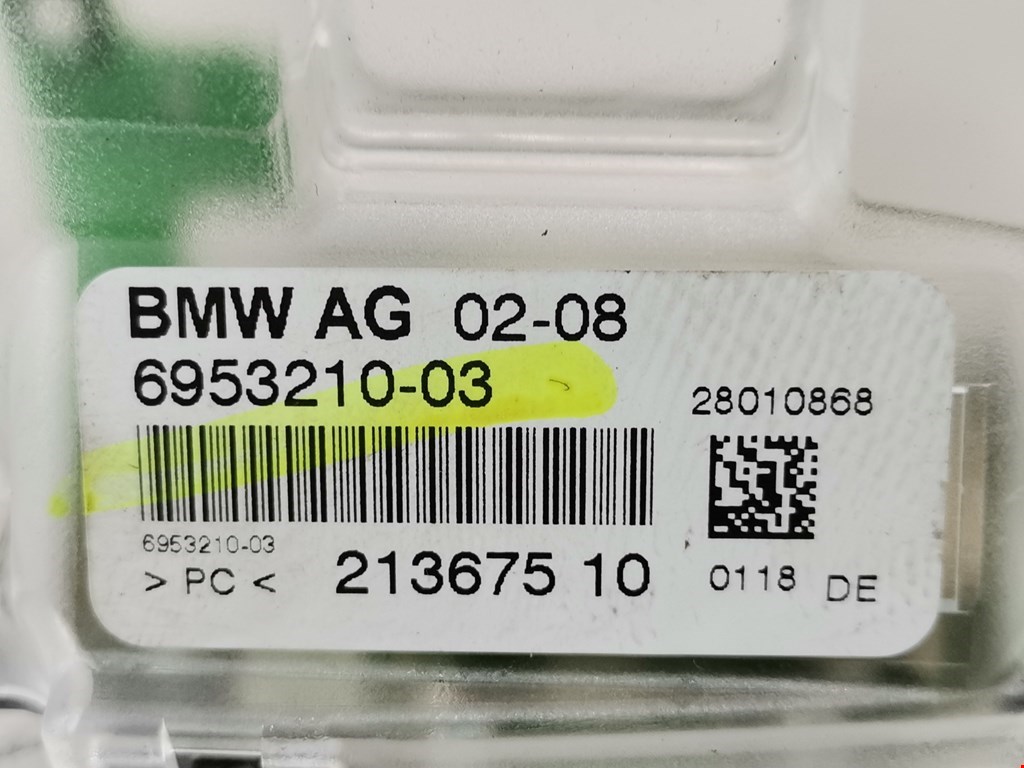 BMW AG 02-08
6953210-03
28010868
6953210-03
> PC <
213675 10
0118 DE